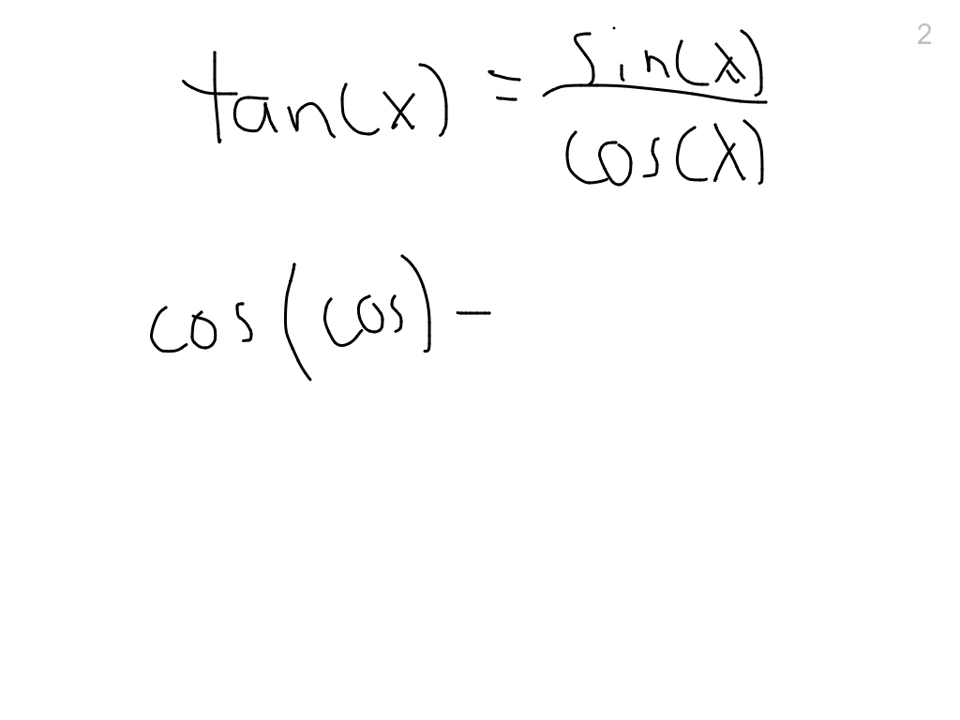 2
tan(x) = sin(x)/cos(x)
cos(cos) -